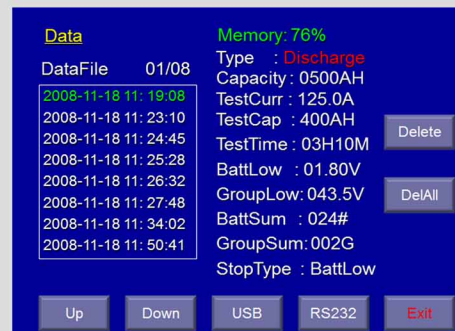 Data
DataFile 01/08
2008-11-18 11: 19:08
2008-11-18 11: 23:10
2008-11-18 11: 24:45
2008-11-18 11: 25:28
2008-11-18 11: 26:32
2008-11-18 11: 27:48
2008-11-18 11: 34:02
2008-11-18 11: 50:41
Memory: 76%
Type : Discharge
Capacity : 0500AH
TestCurr : 125.0A
TestCap : 400AH
TestTime : 03H10M
BattLow : 01.80V
GroupLow: 043.5V
BattSum : 024#
GroupSum: 002G
StopType : BattLow
Delete
DelAll
Up
Down
USB
RS232
Exit